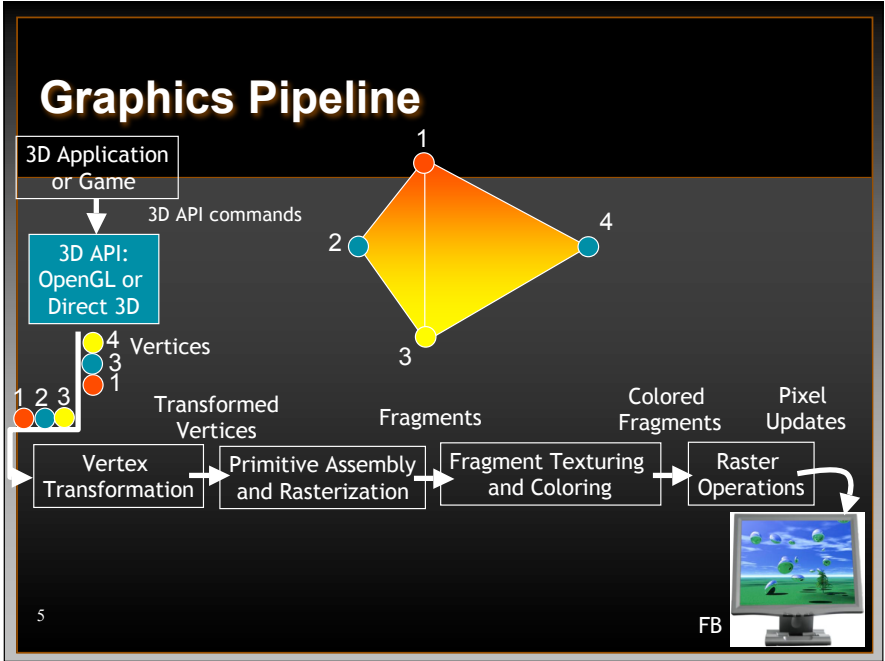 Graphics Pipeline
3D Application
or Game
3D API commands
3D API:
OpenGL or
Direct 3D
1
2
4
3
4
Vertices
3
1
1 2 3
Transformed
Vertices
Fragments
Colored
Fragments
Pixel
Updates
Vertex
Transformation
Primitive Assembly
and Rasterization
Fragment Texturing
and Coloring
Raster
Operations
FB
5